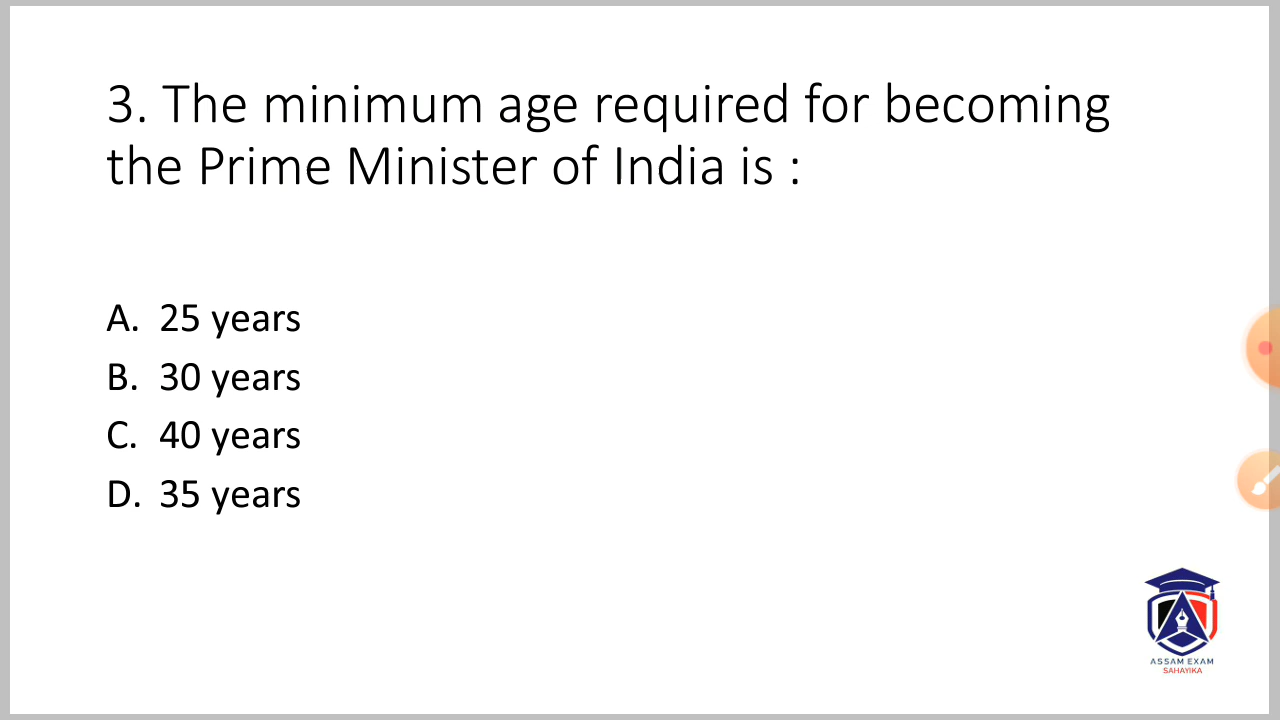 3. The minimum age required for becoming
the Prime Minister of India is :
A. 25 years
B. 30 years
C. 40 years
D. 35 years
ASSAM EXAM
SAHAYIKA